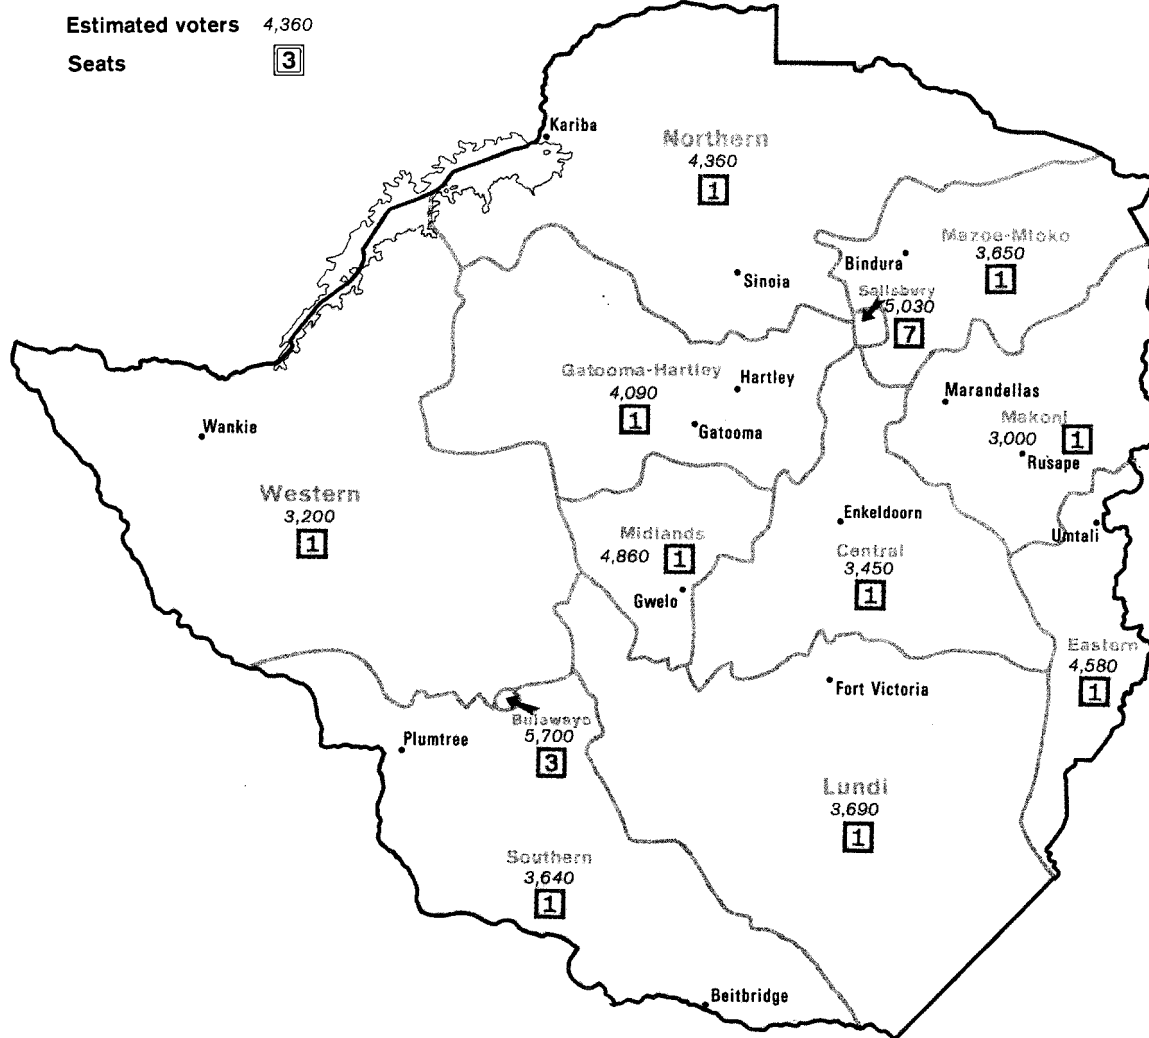 Estimated voters 4,360
Seats 3
Kariba
Northern
4,360
1
Mazoe-Mtoko
3,650
1
Bindura
Sinoia
Salisbury
5,030
7
Gatooma-Hartley
4,090
1
Hartley
Gatooma
Marandellas
Makoni
3,000 1
Rusape
Wankie
Western
3,200
1
Midlands
4,860 1
Gwelo
Enkeldoorn
Central
3,450
1
Umtali
Eastern
4,580
1
Fort Victoria
Bulawayo
5,700
3
Plumtree
Lundi
3,690
1
Southern
3,640
1
Beitbridge